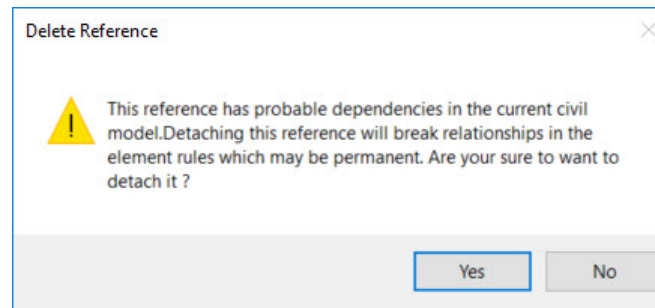 Delete Reference
This reference has probable dependencies in the current civil
model.Detaching this reference will break relationships in the
element rules which may be permanent. Are your sure to want to
detach it ?
Yes
No